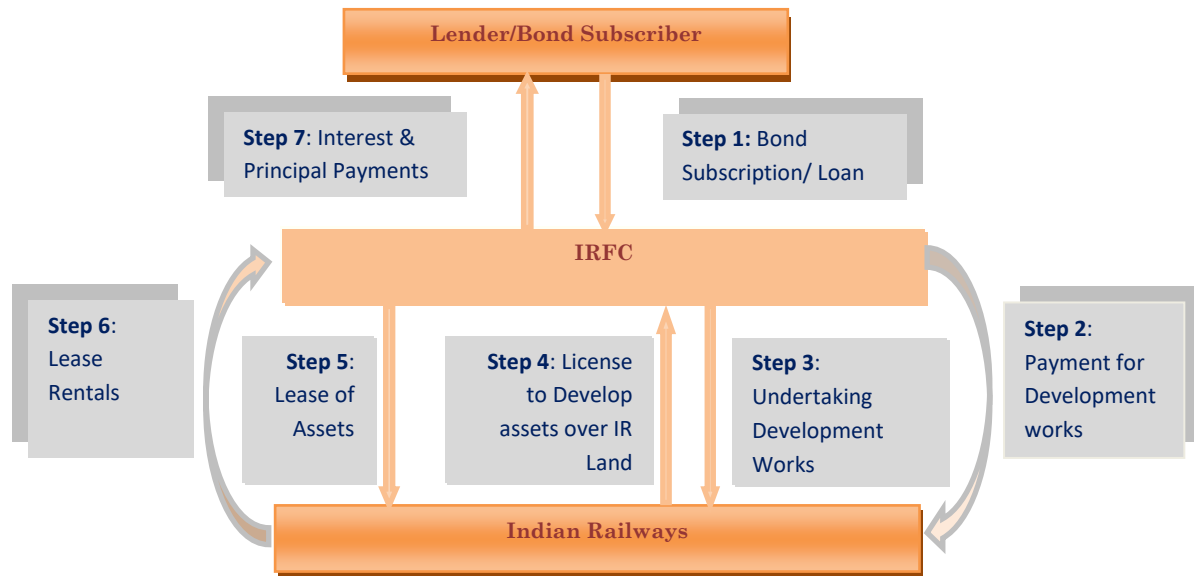 Lender/Bond Subscriber
Step 7: Interest &
Principal Payments
Step 1: Bond
Subscription/ Loan
IRFC
Step 6:
Lease
Rentals
Step 5:
Lease of
Assets
Step 4: License
to Develop
assets over IR
Land
Step 3:
Undertaking
Development
Works
Step 2:
Payment for
Development
works
Indian Railways